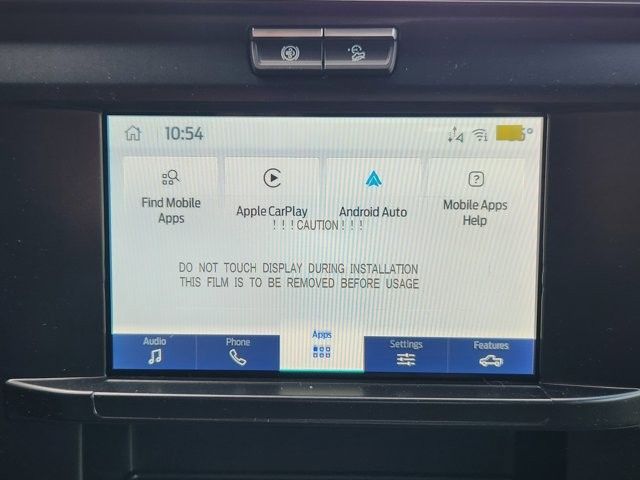 10:54
Find Mobile
Apps
Apple CarPlay
Android Auto
Mobile Apps
Help
!!!CAUTION!!!
DO NOT TOUCH DISPLAY DURING INSTALLATION
THIS FILM IS TO BE REMOVED BEFORE USAGE
Audio
Phone
Apps
Settings
Features